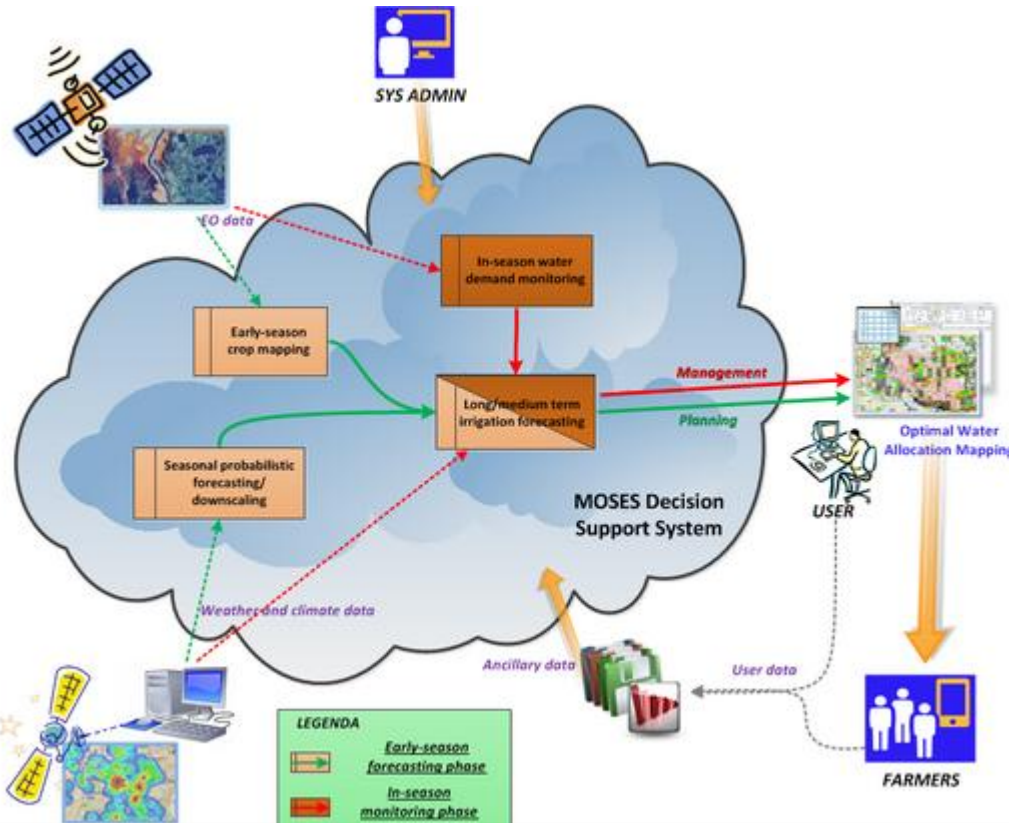 SYS ADMIN
EO data
In-season water
demand monitoring
Early-season
crop mapping
Long/medium term
irrigation forecasting
Management
Planning
Seasonal probabilistic
forecasting/
downscaling
Optimal Water
Allocation Mapping
USER
MOSES Decision
Support System
Weather and climate data
Ancillary data
User data
FARMERS
LEGENDA
Early-season
forecasting phase
In-season
monitoring phase